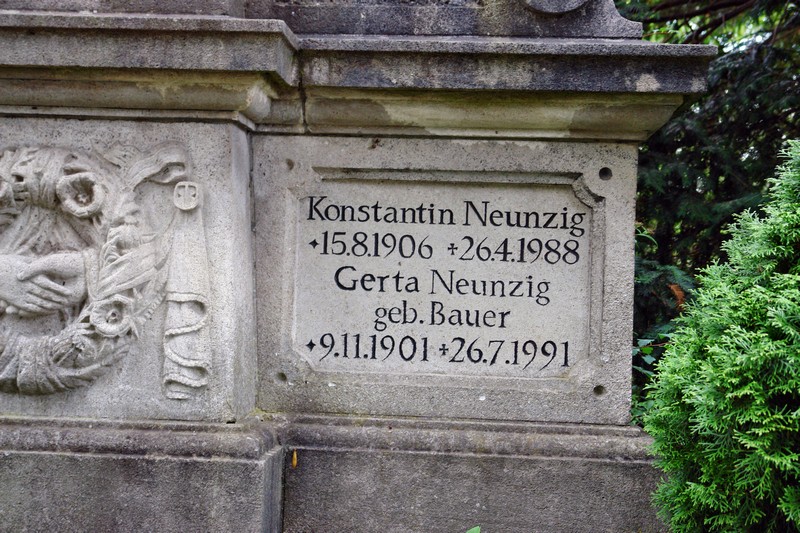 Konstantin Neunzig
✦15.8.1906 ✝26.4.1988
Gerta Neunzig
geb. Bauer
✦9.11.1901 ✝26.7.1991